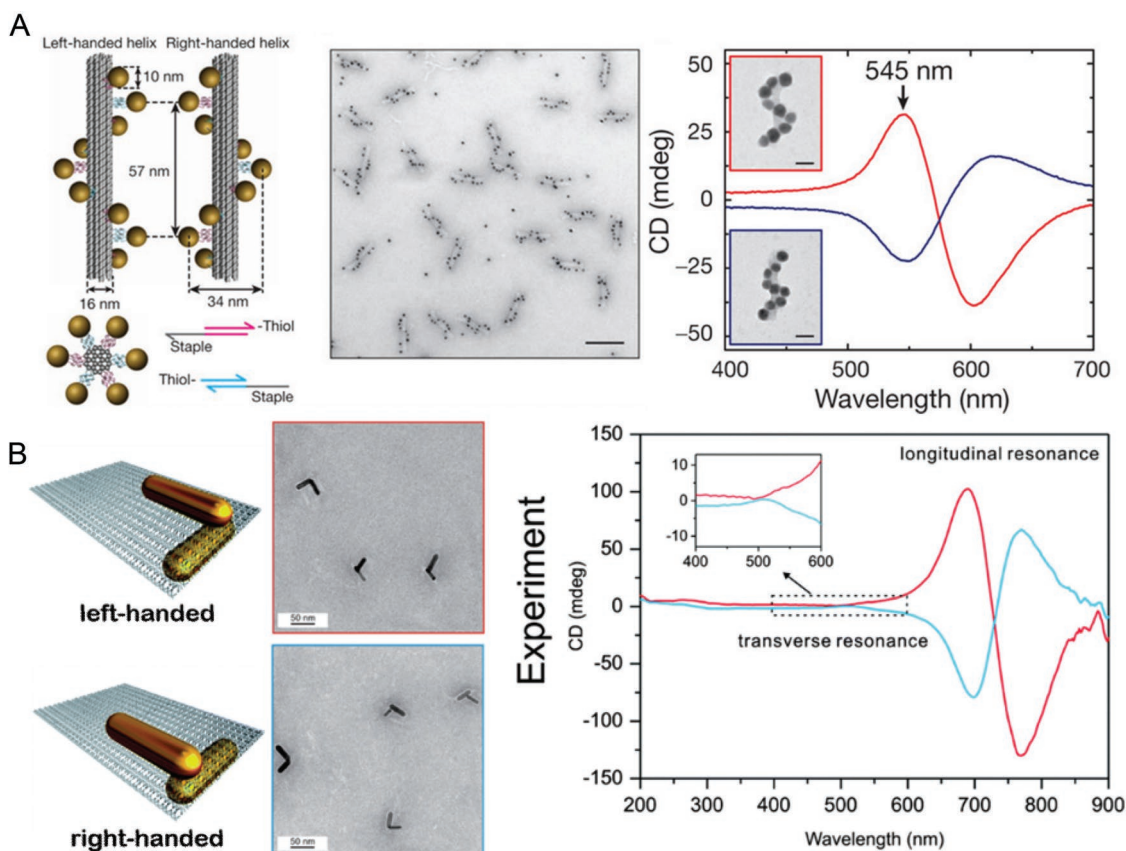 A
Left-handed helix Right-handed helix
10 nm
57 nm
16 nm
34 nm
-Thiol
Staple
Thiol-
Staple
CD (mdeg)
50
25
0
−25
−50
545 nm
400 500 600 700
Wavelength (nm)
B
left-handed
50 nm
right-handed
50 nm
Experiment
CD (mdeg)
150
100
50
0
-50
-100
-150
longitudinal resonance
10
0
-10
400 500 600
transverse resonance
200 300 400 500 600 700 800 900
Wavelength (nm)